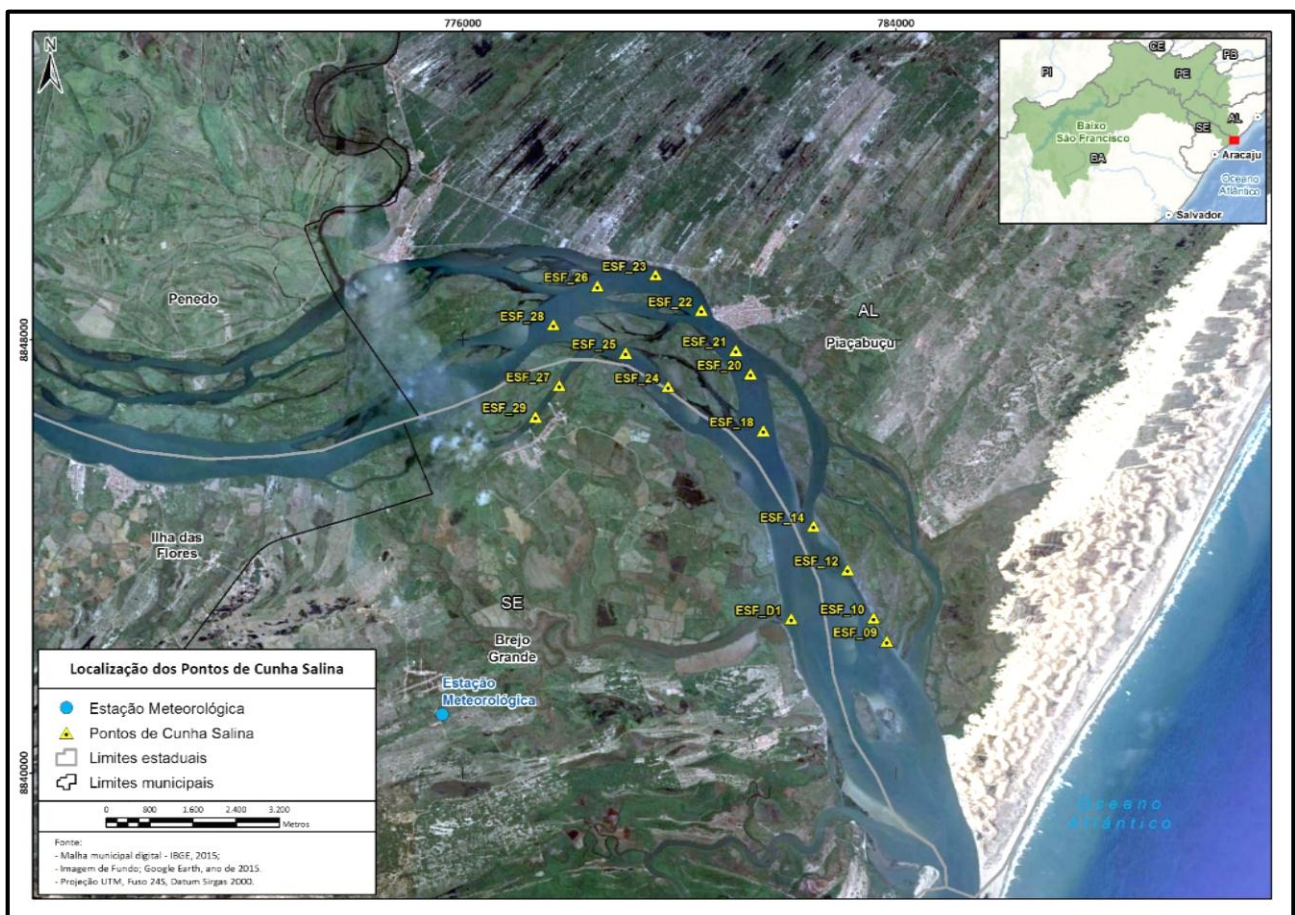 776000
784000
N
CE
PB
PI
PE
AL
Baixo
São Francisco
SE
BA
Aracaju
Oceano
Atlântico
Salvador
ESF_23
ESF_26
Penedo
ESF_22
AL
ESF_28
8848000
Piaçabuçu
ESF_21
ESF_25
ESF_20
ESF_27
ESF_24
ESF_29
ESF_18
ESF_14
Ilha das
Flores
ESF_12
SE
ESF_D1
ESF_10
ESF_09
Brejo
Grande
Estação
Meteorológica
8840000
Oceano
Atlântico
Localização dos Pontos de Cunha Salina
Estação Meteorológica
Pontos de Cunha Salina
Limites estaduais
Limites municipais
0 800 1.600 2.400 3.200
Metros
Fonte:
- Malha municipal digital - IBGE, 2015;
- Imagem de Fundo; Google Earth, ano de 2015.
- Projeção UTM, Fuso 24S, Datum Sirgas 2000.